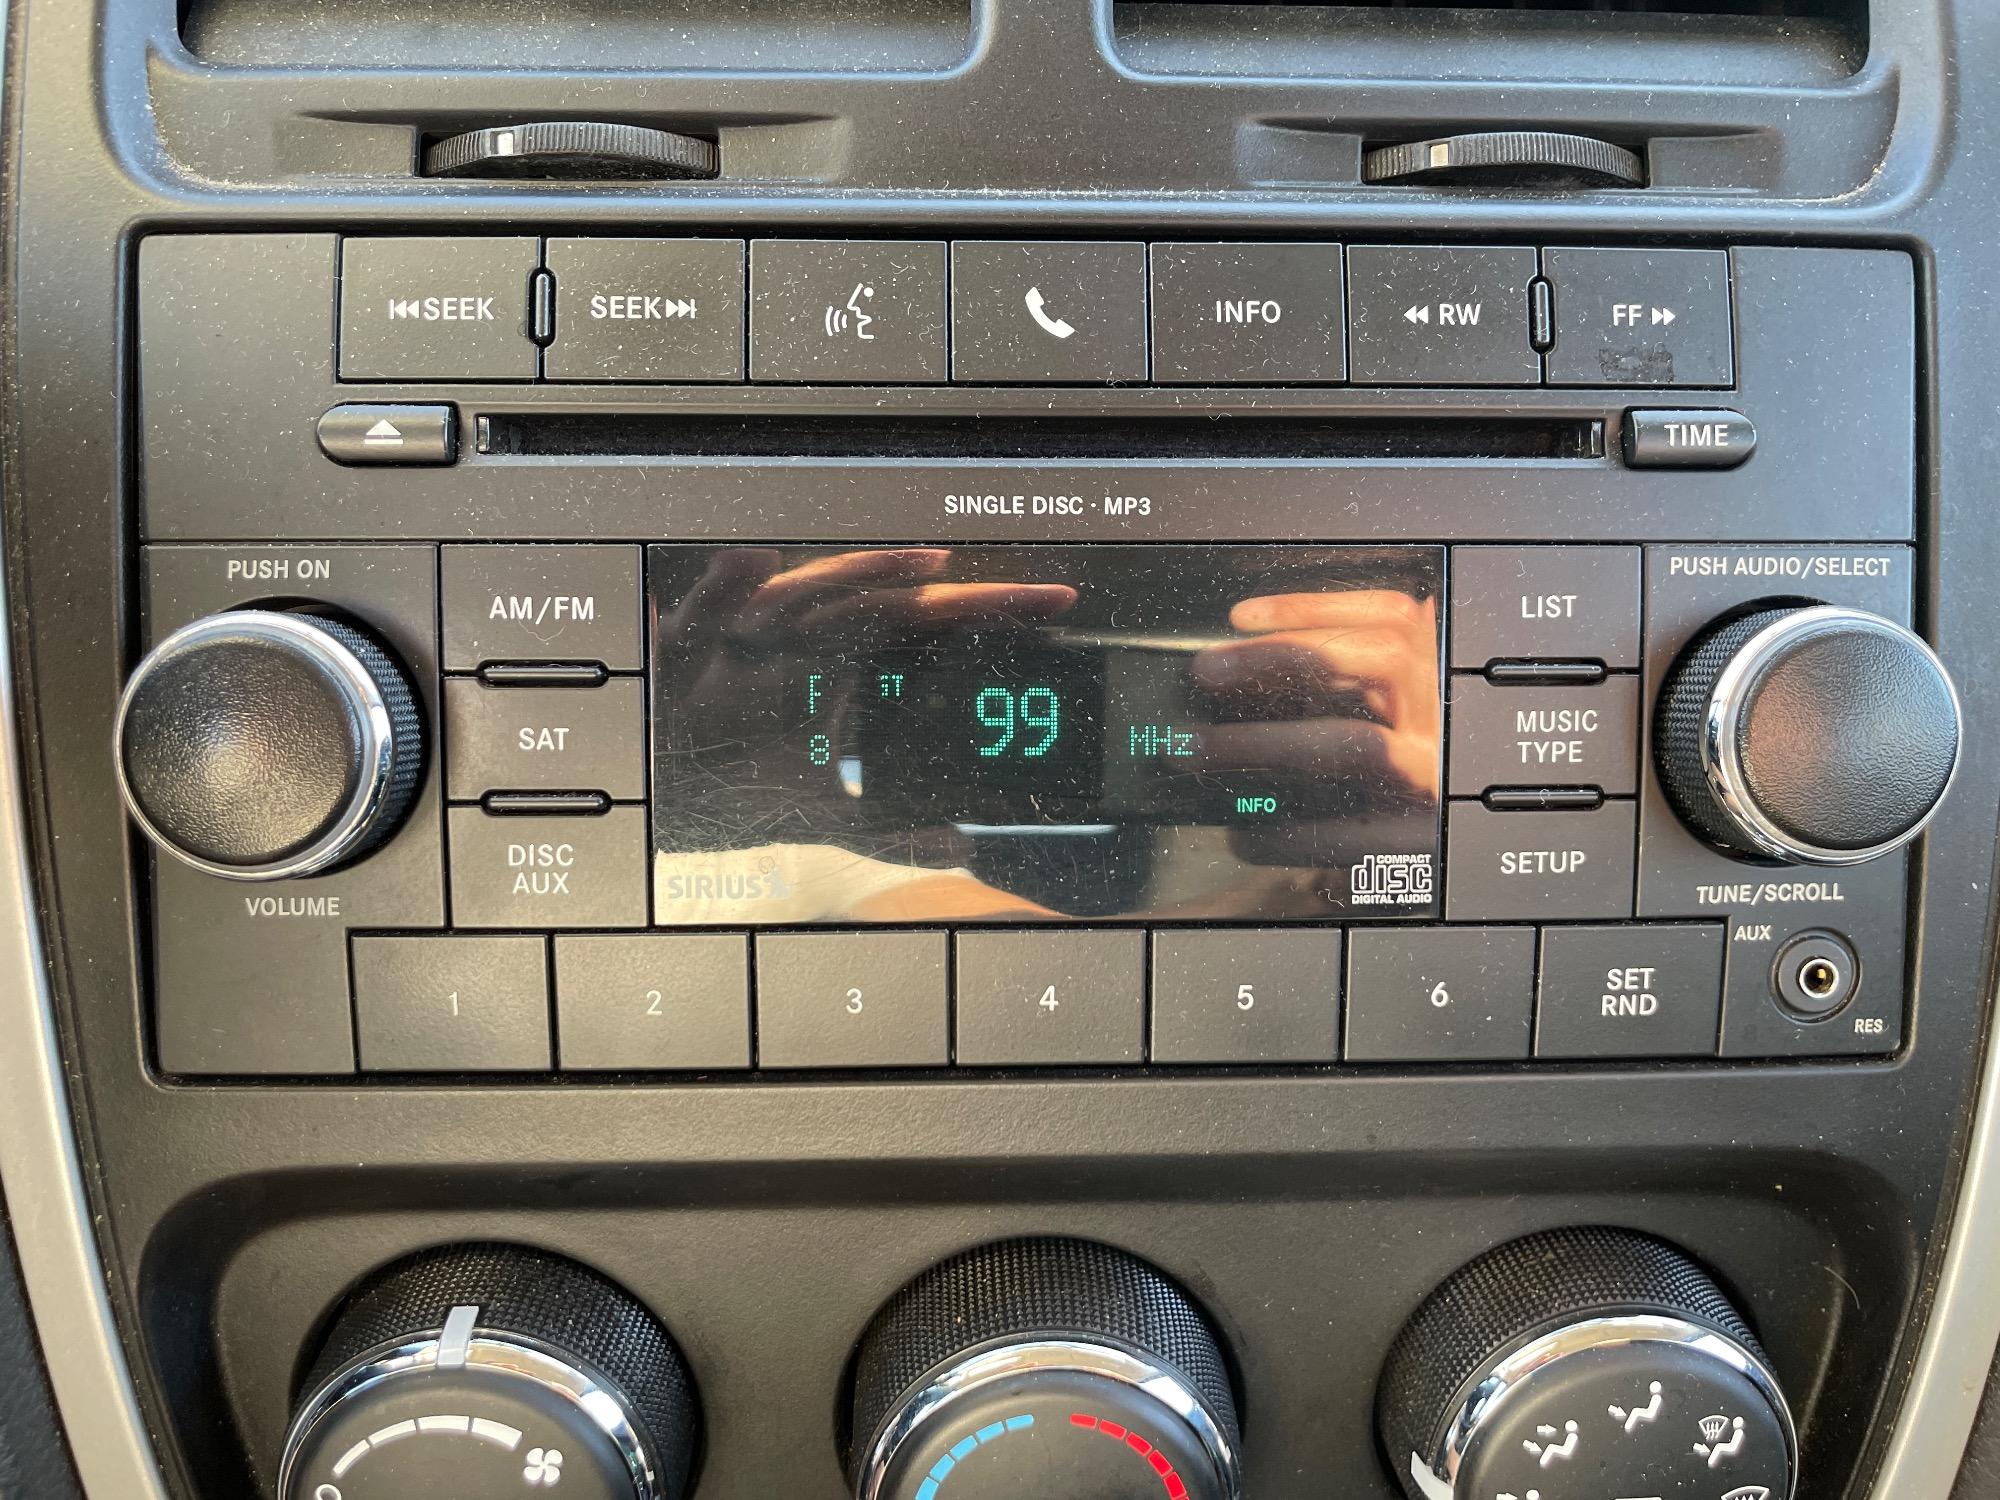 SEEK SEEK INFO RW FF
TIME
SINGLE DISC · MP3
PUSH ON
AM/FM
LIST
PUSH AUDIO/SELECT
SAT
99
MHz
MUSIC
TYPE
INFO
DISC
AUX
SIRIUS
COMPACT
disc
DIGITAL AUDIO
SETUP
VOLUME
TUNE/SCROLL
1 2 3 4 5 6
SET
RND
AUX
RES